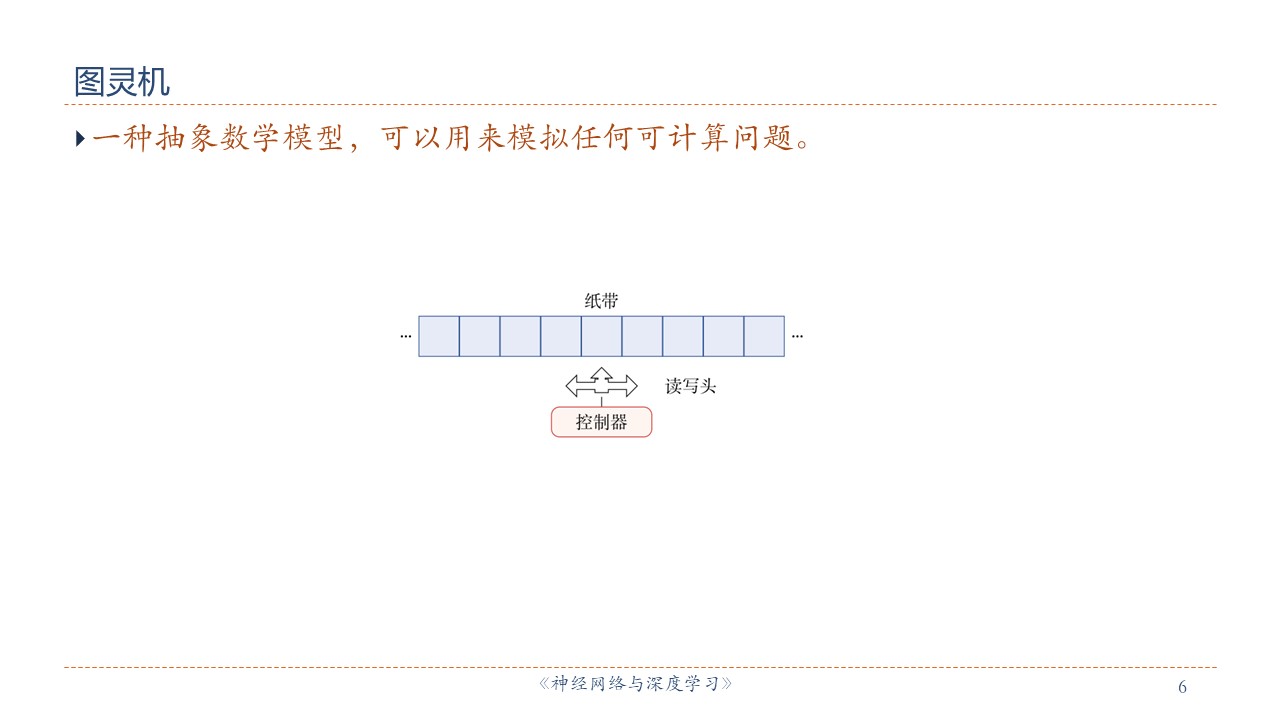 图灵机
一种抽象数学模型，可以用来模拟任何可计算问题。
纸带
... ...
读写头
控制器
《神经网络与深度学习》
6